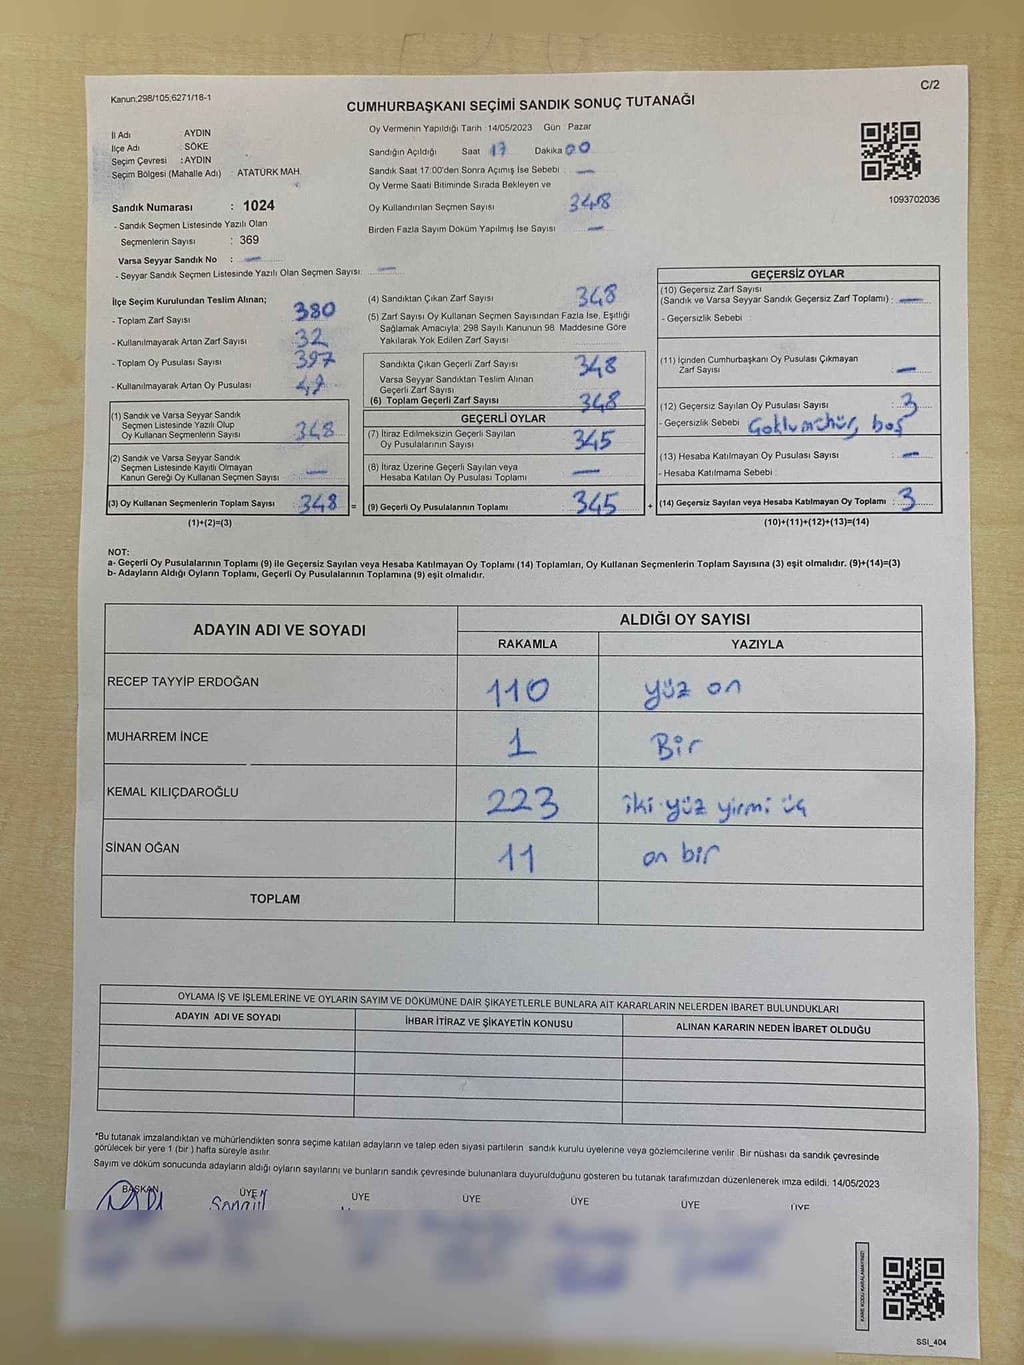 Kanun:298/105;6271/18-1
C/2
CUMHURBAŞKANI SEÇİMİ SANDIK SONUÇ TUTANAĞI
İl Adı AYDIN
İlçe Adı SÖKE
Seçim Çevresi : AYDIN
Seçim Bölgesi (Mahalle Adı) : ATATÜRK MAH.
Sandık Numarası : 1024
- Sandık Seçmen Listesinde Yazılı Olan
Seçmenlerin Sayısı : 369
Varsa Seyyar Sandık No : —
- Seyyar Sandık Seçmen Listesinde Yazılı Olan Seçmen Sayısı: —
Oy Vermenin Yapıldığı Tarih :14/05/2023 Gün Pazar
Sandığın Açıldığı Saat 17 Dakika 00
Sandık Saat 17:00'den Sonra Açımış İse Sebebi : —
Oy Verme Saati Bitiminde Sırada Bekleyen ve
Oy Kullandırılan Seçmen Sayısı 348
Birden Fazla Sayım Döküm Yapılmış İse Sayısı —
1093702036
İlçe Seçim Kurulundan Teslim Alınan;
- Toplam Zarf Sayısı 380
- Kullanılmayarak Artan Zarf Sayısı 32
- Toplam Oy Pusulası Sayısı 397
- Kullanılmayarak Artan Oy Pusulası
(1) Sandık ve Varsa Seyyar Sandık
Seçmen Listesinde Yazılı Olup
Oy Kullanan Seçmenlerin Sayısı 348
(2) Sandık ve Varsa Seyyar Sandık
Seçmen Listesinde Kayıtlı Olmayan
Kanun Gereği Oy Kullanan Seçmen Sayısı —
(3) Oy Kullanan Seçmenlerin Toplam Sayısı 348 =
(1)+(2)=(3)
(4) Sandıktan Çıkan Zarf Sayısı 348
(5) Zarf Sayısı Oy Kullanan Seçmen Sayısından Fazla İse, Eşitliği
Sağlamak Amacıyla; 298 Sayılı Kanunun 98. Maddesine Göre
Yakılarak Yok Edilen Zarf Sayısı
Sandıkta Çıkan Geçerli Zarf Sayısı 348
Varsa Seyyar Sandıktan Teslim Alınan
Geçerli Zarf Sayısı
(6) Toplam Geçerli Zarf Sayısı 348
GEÇERLİ OYLAR
(7) İtiraz Edilmeksizin Geçerli Sayılan
Oy Pusulalarının Sayısı 345
(8) İtiraz Üzerine Geçerli Sayılan veya
Hesaba Katılan Oy Pusulası Toplamı —
(9) Geçerli Oy Pusulalarının Toplamı 345 +
GEÇERSİZ OYLAR
(10) Geçersiz Zarf Sayısı
(Sandık ve Varsa Seyyar Sandık Geçersiz Zarf Toplamı) : —
- Geçersizlik Sebebi :
(11) İçinden Cumhurbaşkanı Oy Pusulası Çıkmayan
Zarf Sayısı —
(12) Geçersiz Sayılan Oy Pusulası Sayısı 3
- Geçersizlik Sebebi boş
(13) Hesaba Katılmayan Oy Pusulası Sayısı : —
- Hesaba Katılmama Sebebi :
(14) Geçersiz Sayılan veya Hesaba Katılmayan Oy Toplamı : 3
(10)+(11)+(12)+(13)=(14)
NOT:
a- Geçerli Oy Pusulalarının Toplamı (9) ile Geçersiz Sayılan veya Hesaba Katılmayan Oy Toplamı (14) Toplamları, Oy Kullanan Seçmenlerin Toplam Sayısına (3) eşit olmalıdır. (9)+(14)=(3)
b- Adayların Aldığı Oyların Toplamı, Geçerli Oy Pusulalarının Toplamına (9) eşit olmalıdır.
ADAYIN ADI VE SOYADI
ALDIĞI OY SAYISI
RAKAMLA YAZIYLA
RECEP TAYYİP ERDOĞAN 110 yüz on
MUHARREM İNCE 1 Bir
KEMAL KILIÇDAROĞLU 223 iki yüz yirmi üç
SİNAN OĞAN 11 on bir
TOPLAM
OYLAMA İŞ VE İŞLEMLERİNE VE OYLARIN SAYIM VE DÖKÜMÜNE DAİR ŞİKAYETLERLE BUNLARA AİT KARARLARIN NELERDEN İBARET BULUNDUKLARI
ADAYIN ADI VE SOYADI İHBAR İTİRAZ VE ŞİKAYETİN KONUSU ALINAN KARARIN NEDEN İBARET OLDUĞU
*Bu tutanak imzalandıktan ve mühürlendikten sonra seçime katılan adayların ve talep eden siyasi partilerin sandık kurulu üyelerine veya gözlemcilerine verilir. Bir nüshası da sandık çevresinde
görülecek bir yere 1 (bir ) hafta süreyle asılır.
Sayım ve döküm sonucunda adayların aldığı oyların sayılarını ve bunların sandık çevresinde bulunanlara duyurulduğunu gösteren bu tutanak tarafımızdan düzenlenerek imza edildi. 14/05/2023
BAŞKAN ÜYE ÜYE ÜYE ÜYE ÜYE ÜYE
KARE KODU KARALAMAYINIZ!
SSI_404